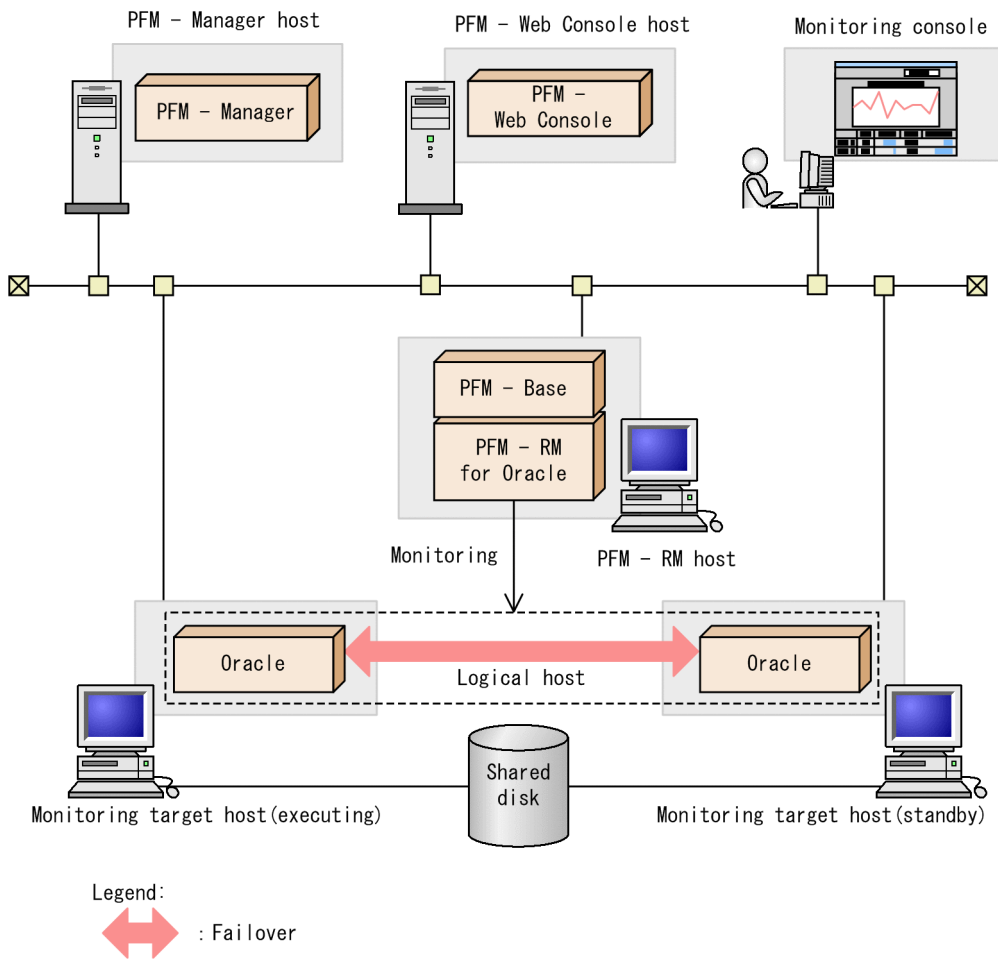 PFM - Manager host
PFM - Web Console host
Monitoring console
PFM - Manager
PFM -
Web Console
PFM - Base
PFM - RM
for Oracle
Monitoring
PFM - RM host
Oracle
Oracle
Logical host
Shared
disk
Monitoring target host(executing)
Monitoring target host(standby)
Legend:
: Failover